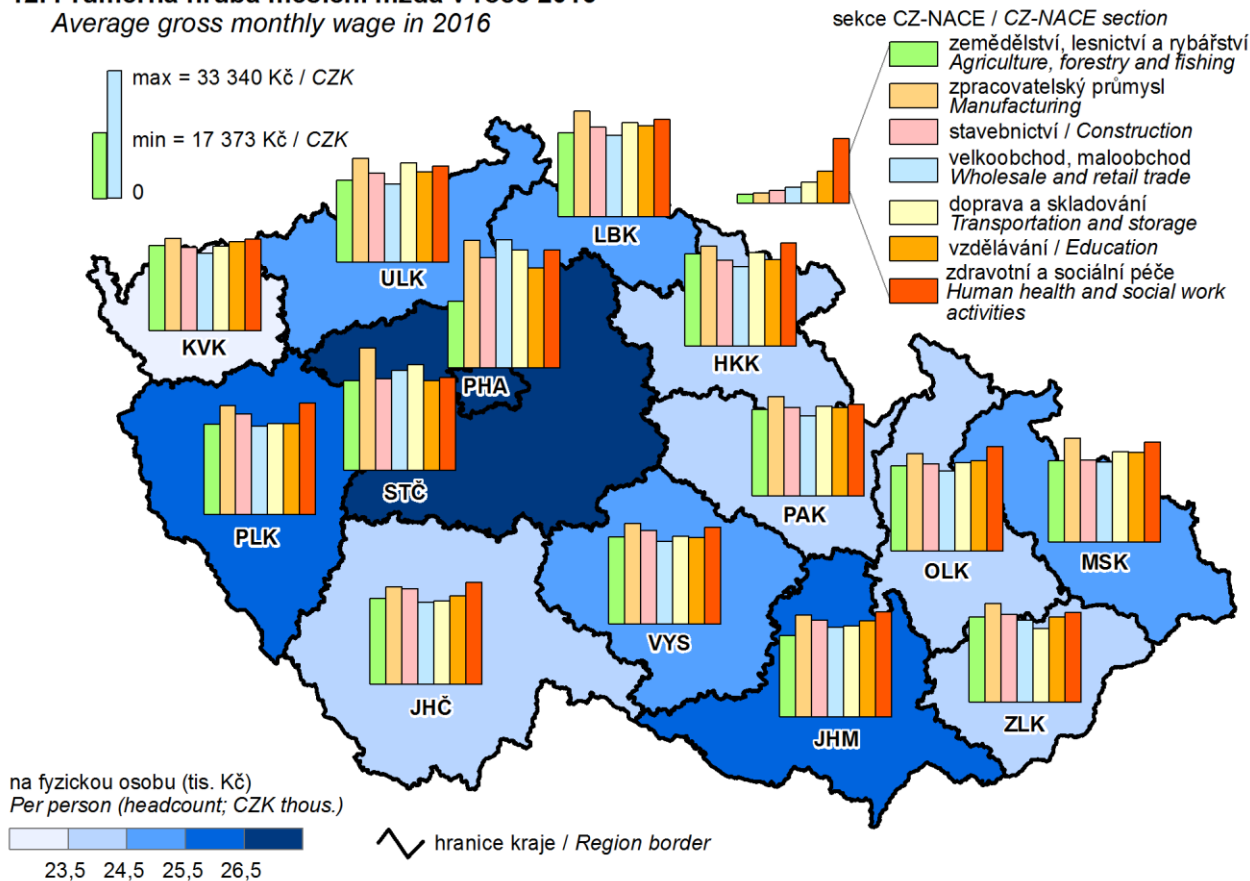 Average gross monthly wage in 2016
max = 33 340 Kč / CZK
min = 17 373 Kč / CZK
0
sekce CZ-NACE / CZ-NACE section
zemědělství, lesnictví a rybářství
Agriculture, forestry and fishing
zpracovatelský průmysl
Manufacturing
stavebnictví / Construction
velkoobchod, maloobchod
Wholesale and retail trade
doprava a skladování
Transportation and storage
vzdělávání / Education
zdravotní a sociální péče
Human health and social work
activities
LBK
ULK
KVK
HKK
PHA
STČ
PLK
PAK
OLK
MSK
VYS
JHČ
ZLK
JHM
na fyzickou osobu (tis. Kč)
Per person (headcount; CZK thous.)
23,5 24,5 25,5 26,5
hranice kraje / Region border